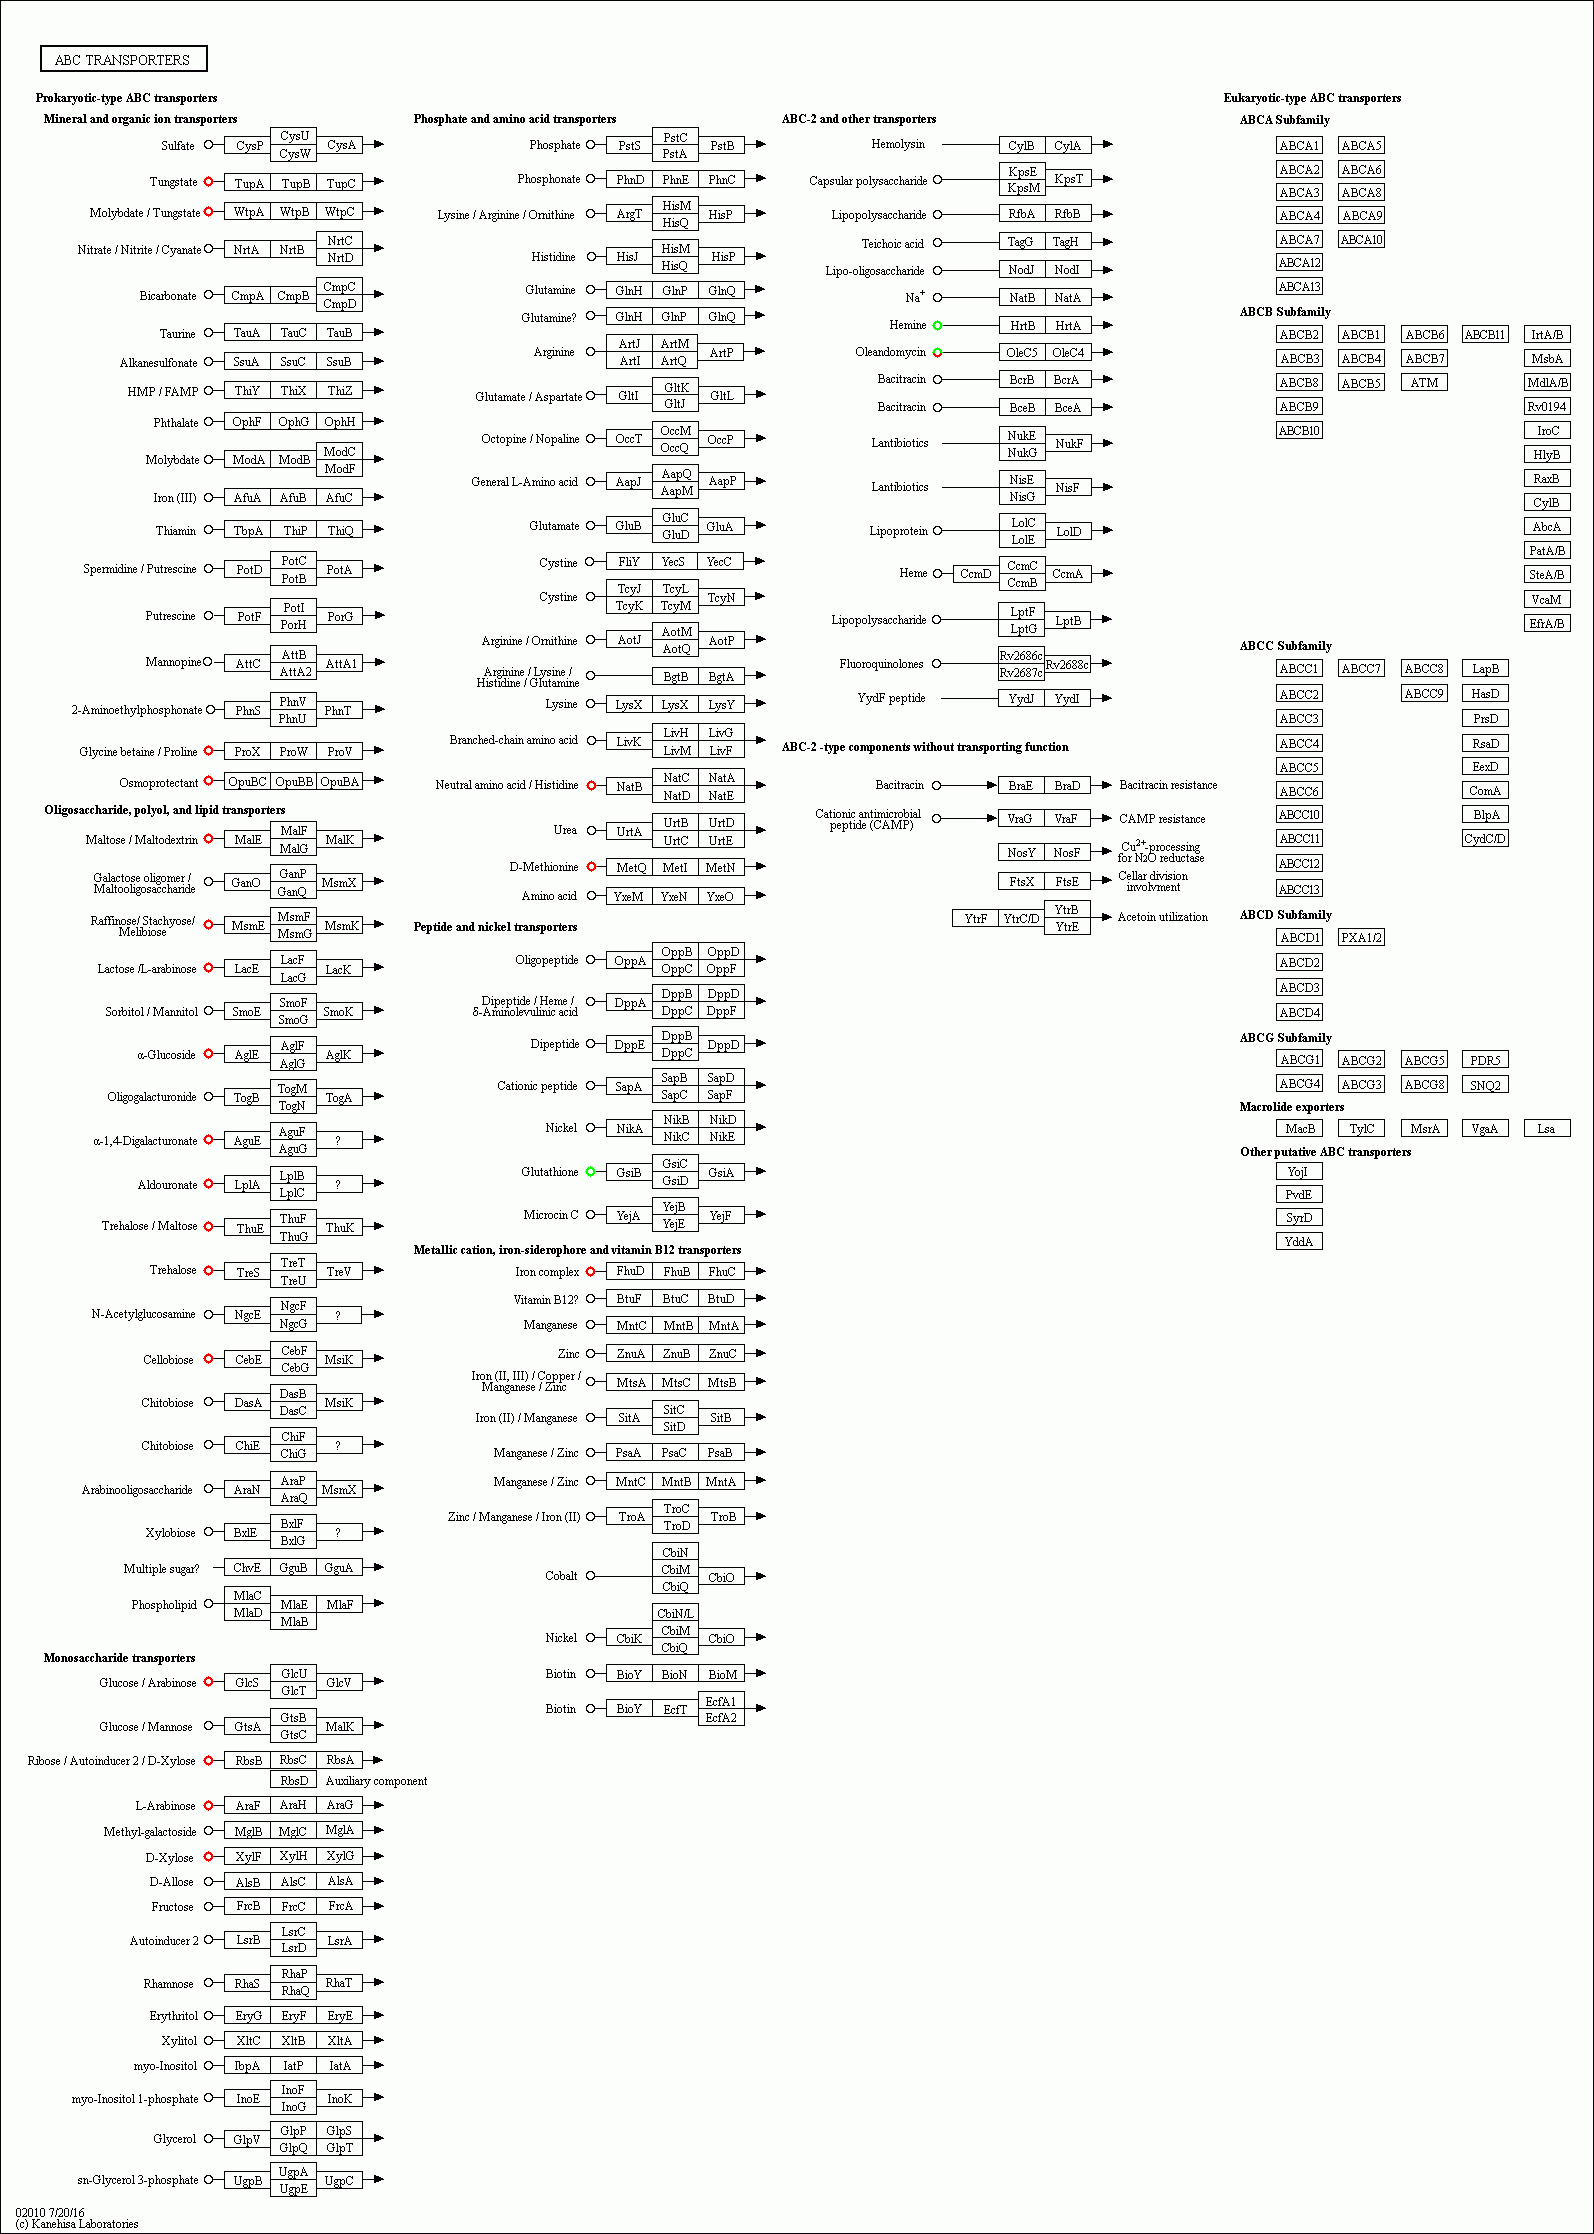 ABC TRANSPORTERS
Prokaryotic-type ABC transporters
Mineral and organic ion transporters
Sulfate CysP CysU CysW CysA
Tungstate TupA TupB TupC
Molybdate / Tungstate WtpA WtpB WtpC
Nitrate / Nitrite / Cyanate NrtA NrtB NrtC NrtD
Bicarbonate CmpA CmpB CmpC CmpD
Taurine TauA TauC TauB
Alkanesulfonate SsuA SsuC SsuB
HMP / FAMP ThiY ThiX ThiZ
Phthalate OphF OphG OphH
Molybdate ModA ModB ModC ModF
Iron (III) AfuA AfuB AfuC
Thiamin TbpA ThiP ThiQ
Spermidine / Putrescine PotD PotC PotB PotA
Putrescine PotF PotI PorH PorG
Mannopine AttC AttB AttA2 AttA1
2-Aminoethylphosphonate PhnS PhnV PhnU PhnT
Glycine betaine / Proline ProX ProW ProV
Osmoprotectant OpuBC OpuBB OpuBA
Oligosaccharide, polyol, and lipid transporters
Maltose / Maltodextrin MalE MalF MalG MalK
Galactose oligomer /
Maltooligosaccharide GanO GanP GanQ MsmX
Raffinose/ Stachyose/
Melibiose MsmE MsmF MsmG MsmK
Lactose /L-arabinose LacE LacF LacG LacK
Sorbitol / Mannitol SmoE SmoF SmoG SmoK
α-Glucoside AglE AglF AglG AglK
Oligogalacturonide TogB TogM TogN TogA
α-1,4-Digalacturonate AguE AguF AguG ?
Aldouronate LplA LplB LplC ?
Trehalose / Maltose ThuE ThuF ThuG ThuK
Trehalose TreS TreT TreU TreV
N-Acetylglucosamine NgcE NgcF NgcG ?
Cellobiose CebE CebF CebG MsiK
Chitobiose DasA DasB DasC MsiK
Chitobiose ChiE ChiF ChiG ?
Arabinooligosaccharide AraN AraP AraQ MsmX
Xylobiose BxlE BxlF BxlG ?
Multiple sugar? ChvE GguB GguA
Phospholipid MlaC MlaD MlaE MlaB MlaF
Monosaccharide transporters
Glucose / Arabinose GlcS GlcU GlcT GlcV
Glucose / Mannose GtsA GtsB GtsC MalK
Ribose / Autoinducer 2 / D-Xylose RbsB RbsC RbsA
RbsD Auxiliary component
L-Arabinose AraF AraH AraG
Methyl-galactoside MglB MglC MglA
D-Xylose XylF XylH XylG
D-Allose AlsB AlsC AlsA
Fructose FrcB FrcC FrcA
Autoinducer 2 LsrB LsrC LsrD LsrA
Rhamnose RhaS RhaP RhaQ RhaT
Erythritol EryG EryF EryE
Xylitol XltC XltB XltA
myo-Inositol IbpA IatP IatA
myo-Inositol 1-phosphate InoE InoF InoG InoK
Glycerol GlpV GlpP GlpQ GlpS GlpT
sn-Glycerol 3-phosphate UgpB UgpA UgpE UgpC
02010 7/20/16
(c) Kanehisa Laboratories
Phosphate and amino acid transporters
Phosphate PstS PstC PstA PstB
Phosphonate PhnD PhnE PhnC
Lysine / Arginine / Ornithine ArgT HisM HisQ HisP
Histidine HisJ HisM HisQ HisP
Glutamine GlnH GlnP GlnQ
Glutamine? GlnH GlnP GlnQ
Arginine ArtJ ArtI ArtM ArtQ ArtP
Glutamate / Aspartate GltI GltK GltJ GltL
Octopine / Nopaline OccT OccM OccQ OccP
General L-Amino acid AapJ AapQ AapM AapP
Glutamate GluB GluC GluD GluA
Cystine FliY YecS YecC
Cystine TcyJ TcyK TcyL TcyM TcyN
Arginine / Ornithine AotJ AotM AotQ AotP
Arginine / Lysine /
Histidine / Glutamine BgtB BgtA
Lysine LysX LysX LysY
Branched-chain amino acid LivK LivH LivM LivG LivF
Neutral amino acid / Histidine NatB NatC NatD NatA NatE
Urea UrtA UrtB UrtC UrtD UrtE
D-Methionine MetQ MetI MetN
Amino acid YxeM YxeN YxeO
Peptide and nickel transporters
Oligopeptide OppA OppB OppC OppD OppF
Dipeptide / Heme /
δ-Aminolevulinic acid DppA DppB DppC DppD DppF
Dipeptide DppE DppB DppC DppD
Cationic peptide SapA SapB SapC SapD SapF
Nickel NikA NikB NikC NikD NikE
Glutathione GsiB GsiC GsiD GsiA
Microcin C YejA YejB YejE YejF
Metallic cation, iron-siderophore and vitamin B12 transporters
Iron complex FhuD FhuB FhuC
Vitamin B12? BtuF BtuC BtuD
Manganese MntC MntB MntA
Zinc ZnuA ZnuB ZnuC
Iron (II, III) / Copper /
Manganese / Zinc MtsA MtsC MtsB
Iron (II) / Manganese SitA SitC SitD SitB
Manganese / Zinc PsaA PsaC PsaB
Manganese / Zinc MntC MntB MntA
Zinc / Manganese / Iron (II) TroA TroC TroD TroB
Cobalt CbiN CbiM CbiQ CbiO
Nickel CbiK CbiN/L CbiM CbiQ CbiO
Biotin BioY BioN BioM
Biotin BioY EcfT EcfA1 EcfA2
ABC-2 and other transporters
Hemolysin CylB CylA
Capsular polysaccharide KpsE KpsM KpsT
Lipopolysaccharide RfbA RfbB
Teichoic acid TagG TagH
Lipo-oligosaccharide NodJ NodI
Na+ NatB NatA
Hemine HrtB HrtA
Oleandomycin OleC5 OleC4
Bacitracin BcrB BcrA
Bacitracin BceB BceA
Lantibiotics NukE NukG NukF
Lantibiotics NisE NisG NisF
Lipoprotein LolC LolE LolD
Heme CcmD CcmC CcmB CcmA
Lipopolysaccharide LptF LptG LptB
Fluoroquinolones Rv2686c Rv2687c Rv2688c
YydF peptide YydJ YydI
ABC-2 -type components without transporting function
Bacitracin BraE BraD Bacitracin resistance
Cationic antimicrobial
peptide (CAMP) VraG VraF CAMP resistance
NosY NosF Cu2+-processing
for N2O reductase
FtsX FtsE Cellar division
involvment
YtrF YtrC/D YtrB YtrE Acetoin utilization
Eukaryotic-type ABC transporters
ABCA Subfamily
ABCA1 ABCA5
ABCA2 ABCA6
ABCA3 ABCA8
ABCA4 ABCA9
ABCA7 ABCA10
ABCA12
ABCA13
ABCB Subfamily
ABCB2 ABCB1 ABCB6 ABCB11 IrtA/B
ABCB3 ABCB4 ABCB7 MsbA
ABCB8 ABCB5 ATM MdlA/B
ABCB9 Rv0194
ABCB10 IroC
HlyB
RaxB
CylB
AbcA
PatA/B
SteA/B
VcaM
EfrA/B
ABCC Subfamily
ABCC1 ABCC7 ABCC8 LapB
ABCC2 ABCC9 HasD
ABCC3 PrsD
ABCC4 RsaD
ABCC5 EexD
ABCC6 ComA
ABCC10 BlpA
ABCC11 CydC/D
ABCC12
ABCC13
ABCD Subfamily
ABCD1 PXA1/2
ABCD2
ABCD3
ABCD4
ABCG Subfamily
ABCG1 ABCG2 ABCG5 PDR5
ABCG4 ABCG3 ABCG8 SNQ2
Macrolide exporters
MacB TylC MsrA VgaA Lsa
Other putative ABC transporters
YojI
PvdE
SyrD
YddA